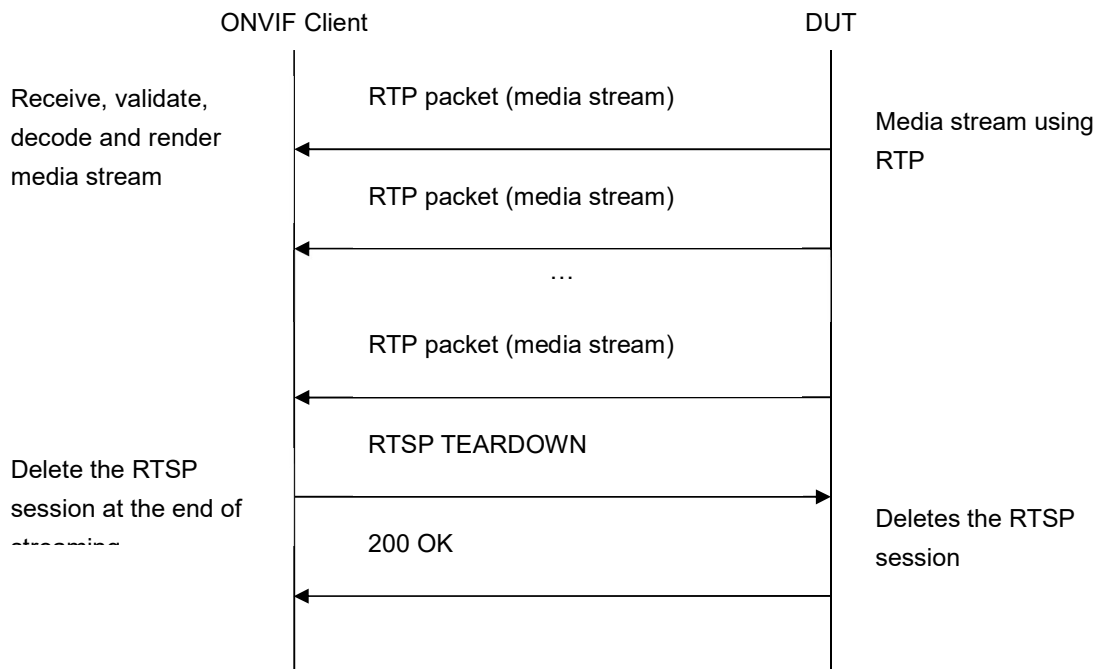 ONVIF Client
DUT
Receive, validate,
decode and render
media stream
RTP packet (media stream)
Media stream using
RTP
RTP packet (media stream)
…
RTP packet (media stream)
RTSP TEARDOWN
Delete the RTSP
session at the end of
streaming
200 OK
Deletes the RTSP
session